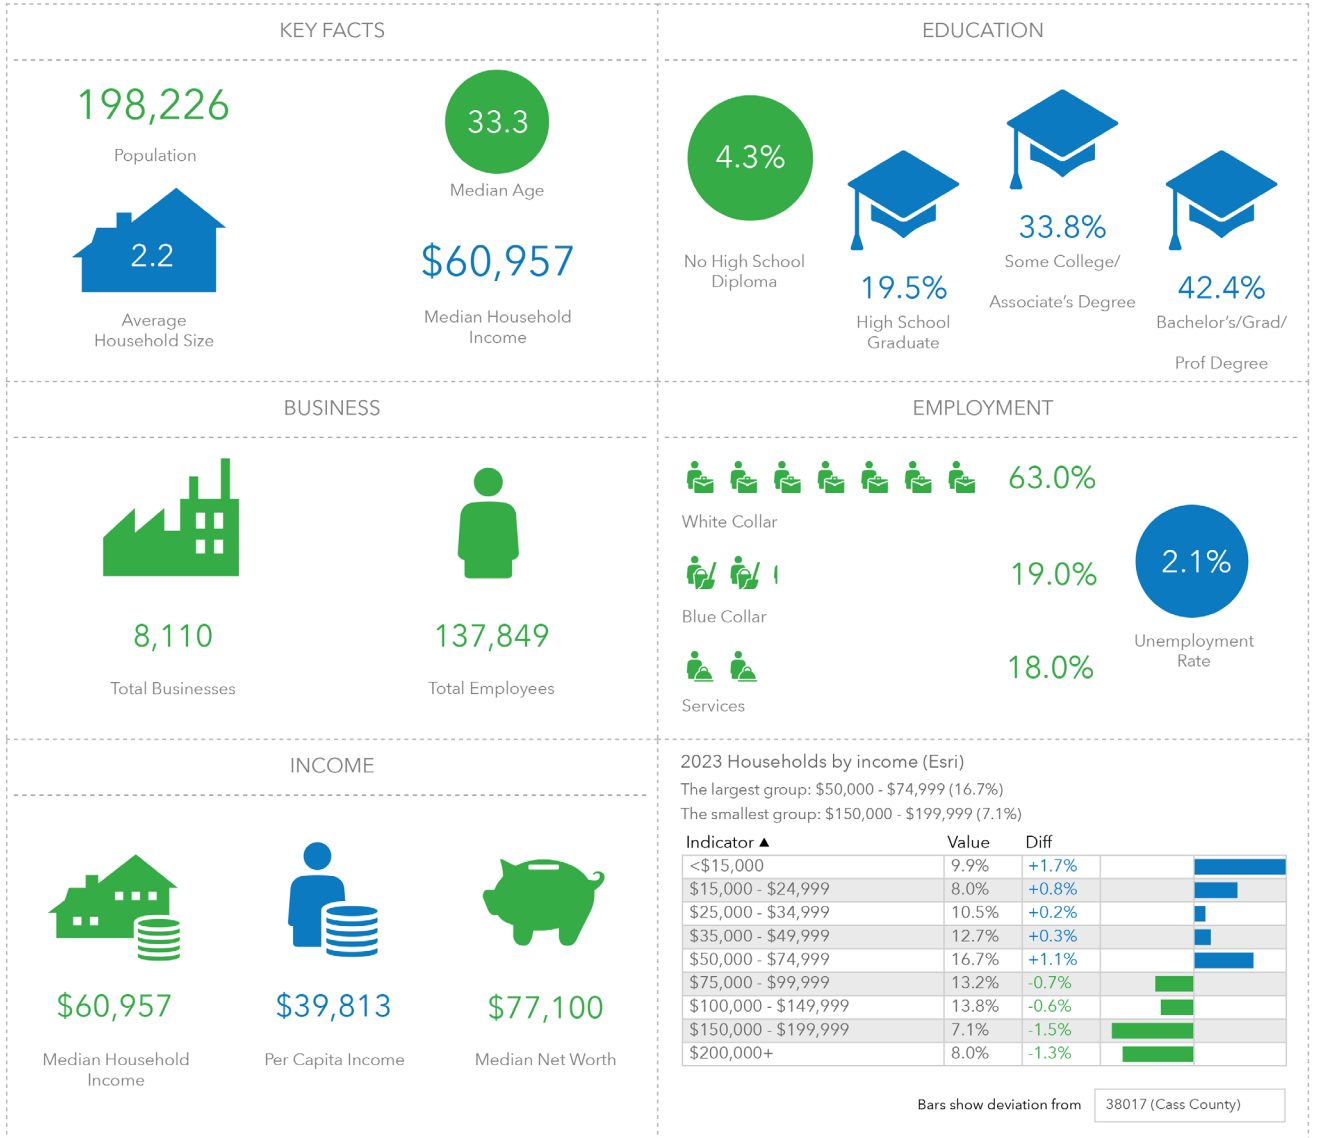 KEY FACTS
198,226
Population
33.3
Median Age
2.2
Average
Household Size
$60,957
Median Household
Income
EDUCATION
4.3%
No High School
Diploma
19.5%
High School
Graduate
33.8%
Some College/
Associate's Degree
42.4%
Bachelor's/Grad/
Prof Degree
BUSINESS
8,110
Total Businesses
137,849
Total Employees
EMPLOYMENT
63.0%
White Collar
19.0%
Blue Collar
18.0%
Services
2.1%
Unemployment
Rate
INCOME
$60,957
Median Household
Income
$39,813
Per Capita Income
$77,100
Median Net Worth
2023 Households by income (Esri)
The largest group: $50,000 - $74,999 (16.7%)
The smallest group: $150,000 - $199,999 (7.1%)
Indicator ▲ Value Diff
<$15,000 9.9% +1.7%
$15,000 - $24,999 8.0% +0.8%
$25,000 - $34,999 10.5% +0.2%
$35,000 - $49,999 12.7% +0.3%
$50,000 - $74,999 16.7% +1.1%
$75,000 - $99,999 13.2% -0.7%
$100,000 - $149,999 13.8% -0.6%
$150,000 - $199,999 7.1% -1.5%
$200,000+ 8.0% -1.3%
Bars show deviation from 38017 (Cass County)